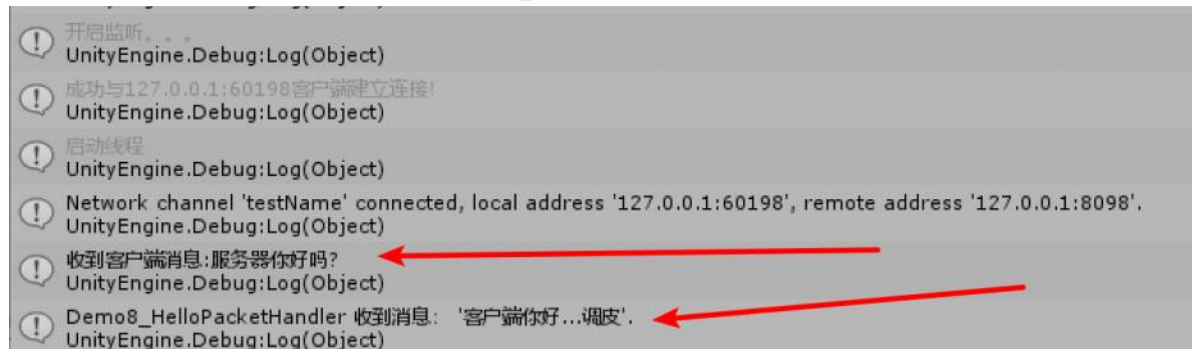 开启监听。。。
UnityEngine.Debug:Log(Object)
成功与127.0.0.1:60198客户端建立连接!
UnityEngine.Debug:Log(Object)
启动线程
UnityEngine.Debug:Log(Object)
Network channel 'testName' connected, local address '127.0.0.1:60198', remote address '127.0.0.1:8098'.
UnityEngine.Debug:Log(Object)
收到客户端消息:服务器你好吗?
UnityEngine.Debug:Log(Object)
Demo8_HelloPacketHandler 收到消息: '客户端你好...调皮'.
UnityEngine.Debug:Log(Object)